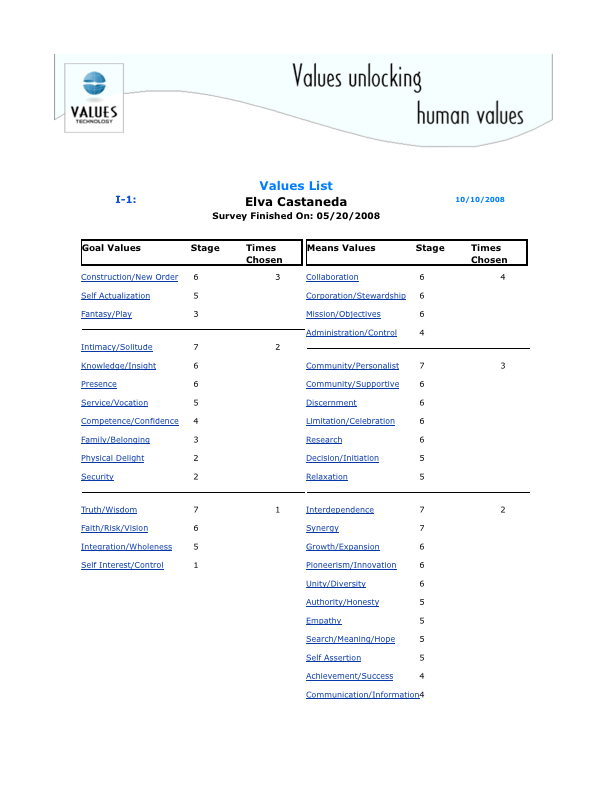 Values unlocking
human values
VALUES
TECHNOLOGY
Values List
I-1: Elva Castaneda 10/10/2008
Survey Finished On: 05/20/2008
Goal Values Stage Times Chosen Means Values Stage Times Chosen
Construction/New Order 6 3 Collaboration 6 4
Self Actualization 5 Corporation/Stewardship 6
Fantasy/Play 3 Mission/Objectives 6
Administration/Control 4
Intimacy/Solitude 7 2
Knowledge/Insight 6 Community/Personalist 7 3
Presence 6 Community/Supportive 6
Service/Vocation 5 Discernment 6
Competence/Confidence 4 Limitation/Celebration 6
Family/Belonging 3 Research 6
Physical Delight 2 Decision/Initiation 5
Security 2 Relaxation 5
Truth/Wisdom 7 1 Interdependence 7 2
Faith/Risk/Vision 6 Synergy 7
Integration/Wholeness 5 Growth/Expansion 6
Self Interest/Control 1 Pioneerism/Innovation 6
Unity/Diversity 6
Authority/Honesty 5
Empathy 5
Search/Meaning/Hope 5
Self Assertion 5
Achievement/Success 4
Communication/Information 4